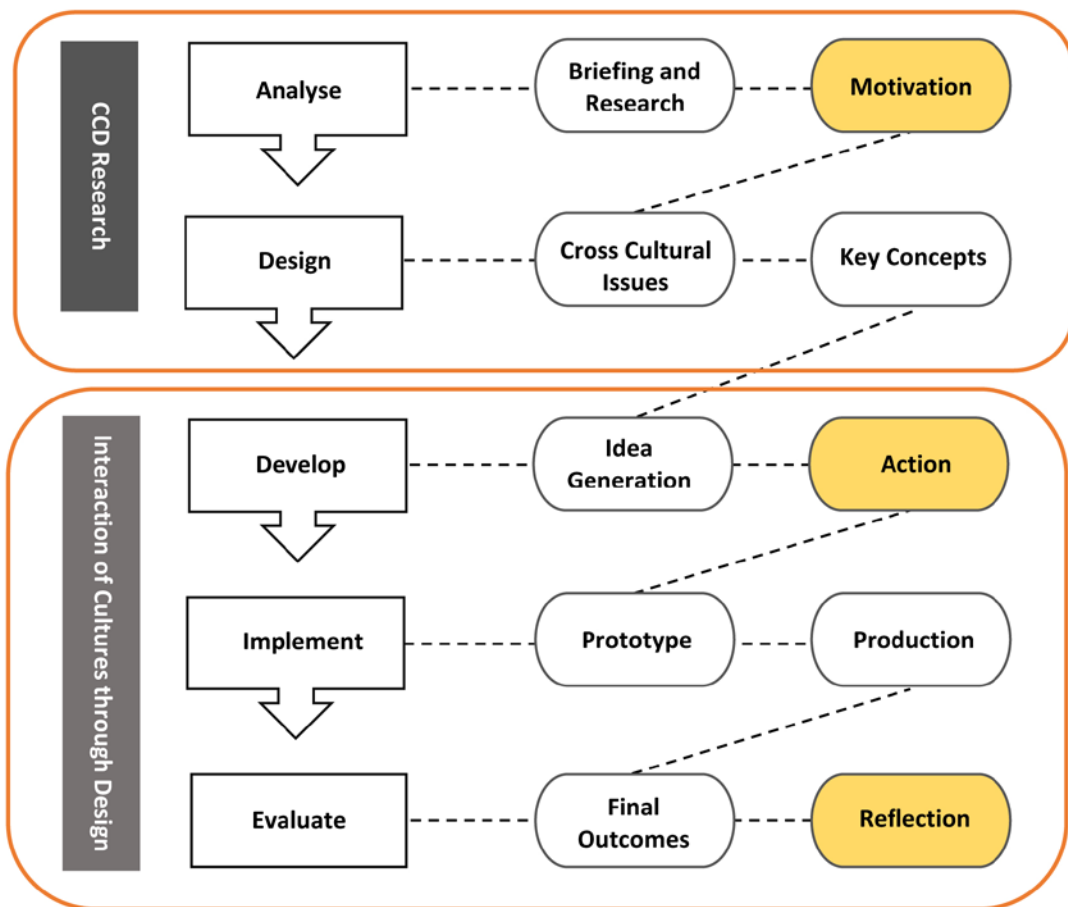 CCD Research
Analyse
Briefing and
Research
Motivation
Design
Cross Cultural
Issues
Key Concepts
Interaction of Cultures through Design
Develop
Idea
Generation
Action
Implement
Prototype
Production
Evaluate
Final
Outcomes
Reflection